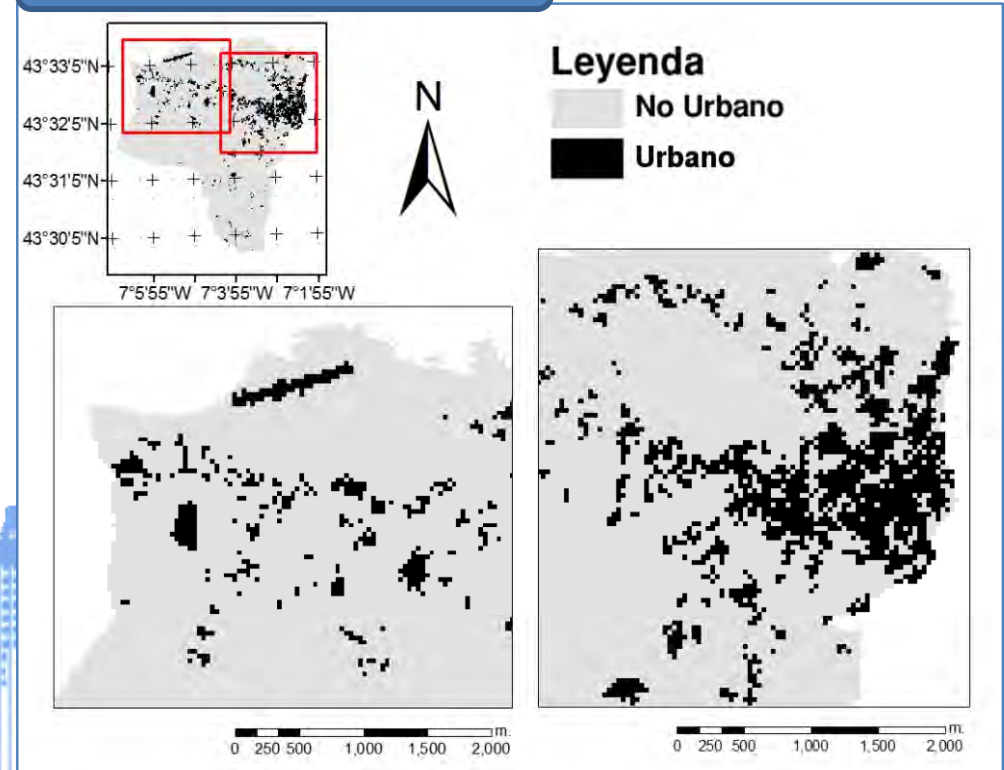 43°33'5"N
43°32'5"N
43°31'5"N
43°30'5"N
7°5'55"W 7°3'55"W 7°1'55"W
N
Leyenda
No Urbano
Urbano
0 250 500 1,000 1,500 2,000 m.
0 250 500 1,000 1,500 2,000 m.